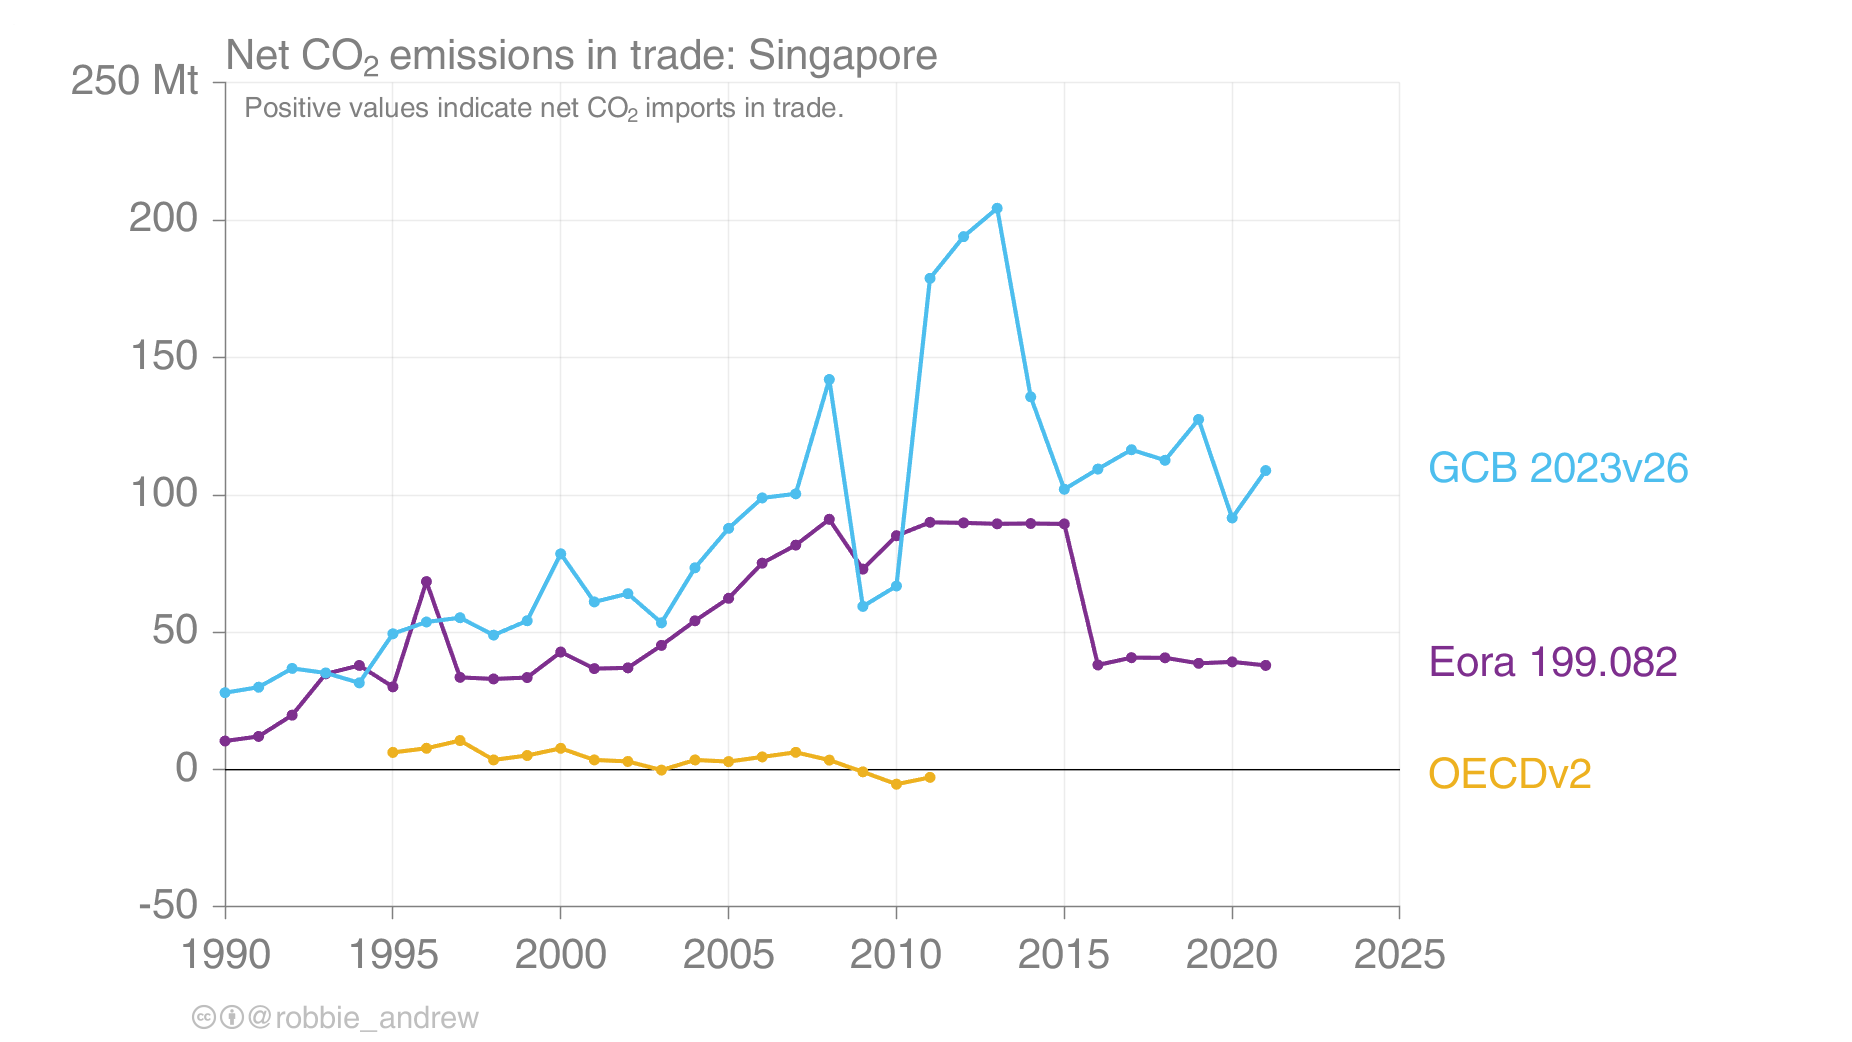 Net CO₂ emissions in trade: Singapore
250 Mt
Positive values indicate net CO₂ imports in trade.
200
150
100
50
0
-50
GCB 2023v26
Eora 199.082
OECDv2
1990 1995 2000 2005 2010 2015 2020 2025
@robbie_andrew